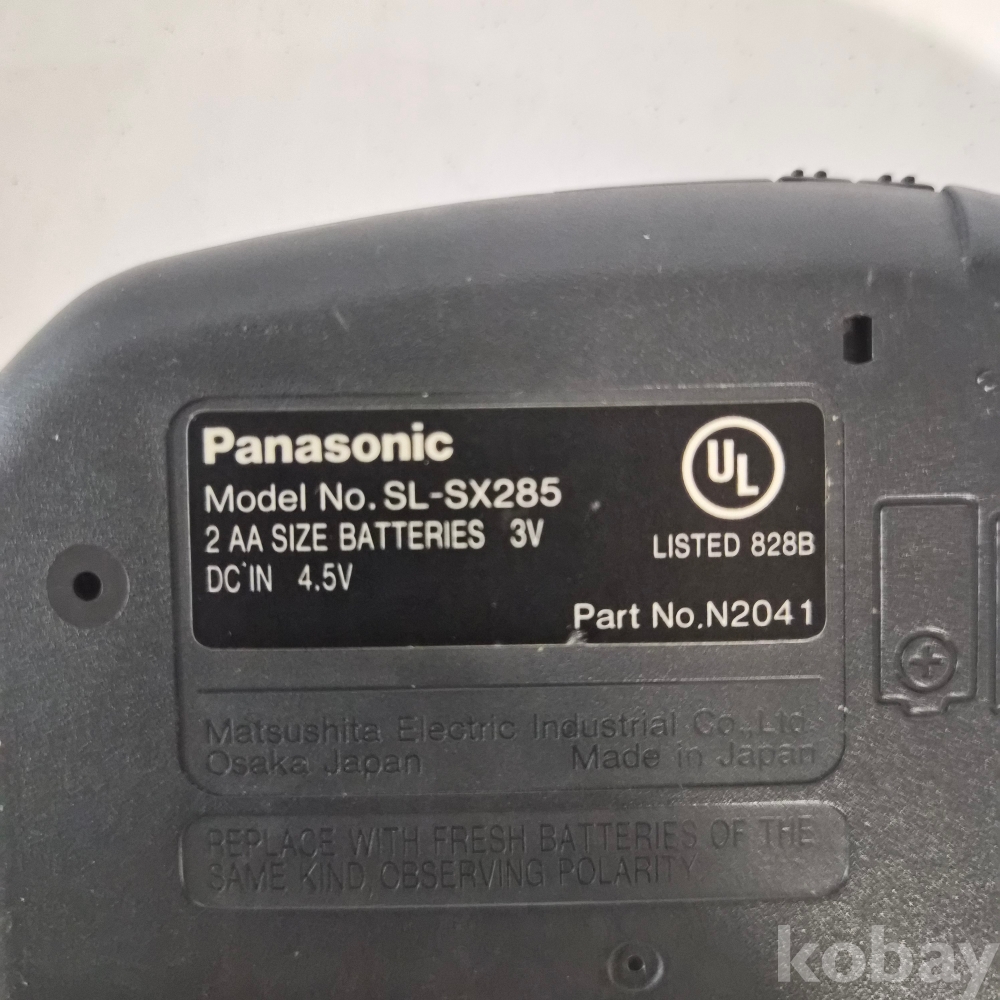 Panasonic
Model No. SL-SX285
2 AA SIZE BATTERIES 3V
DC IN 4.5V
UL
LISTED 828B
Part No.N2041
Matsushita Electric Industrial Co.,Ltd.
Osaka Japan Made in Japan
REPLACE WITH FRESH BATTERIES OF THE
SAME KIND, OBSERVING POLARITY.
kobay